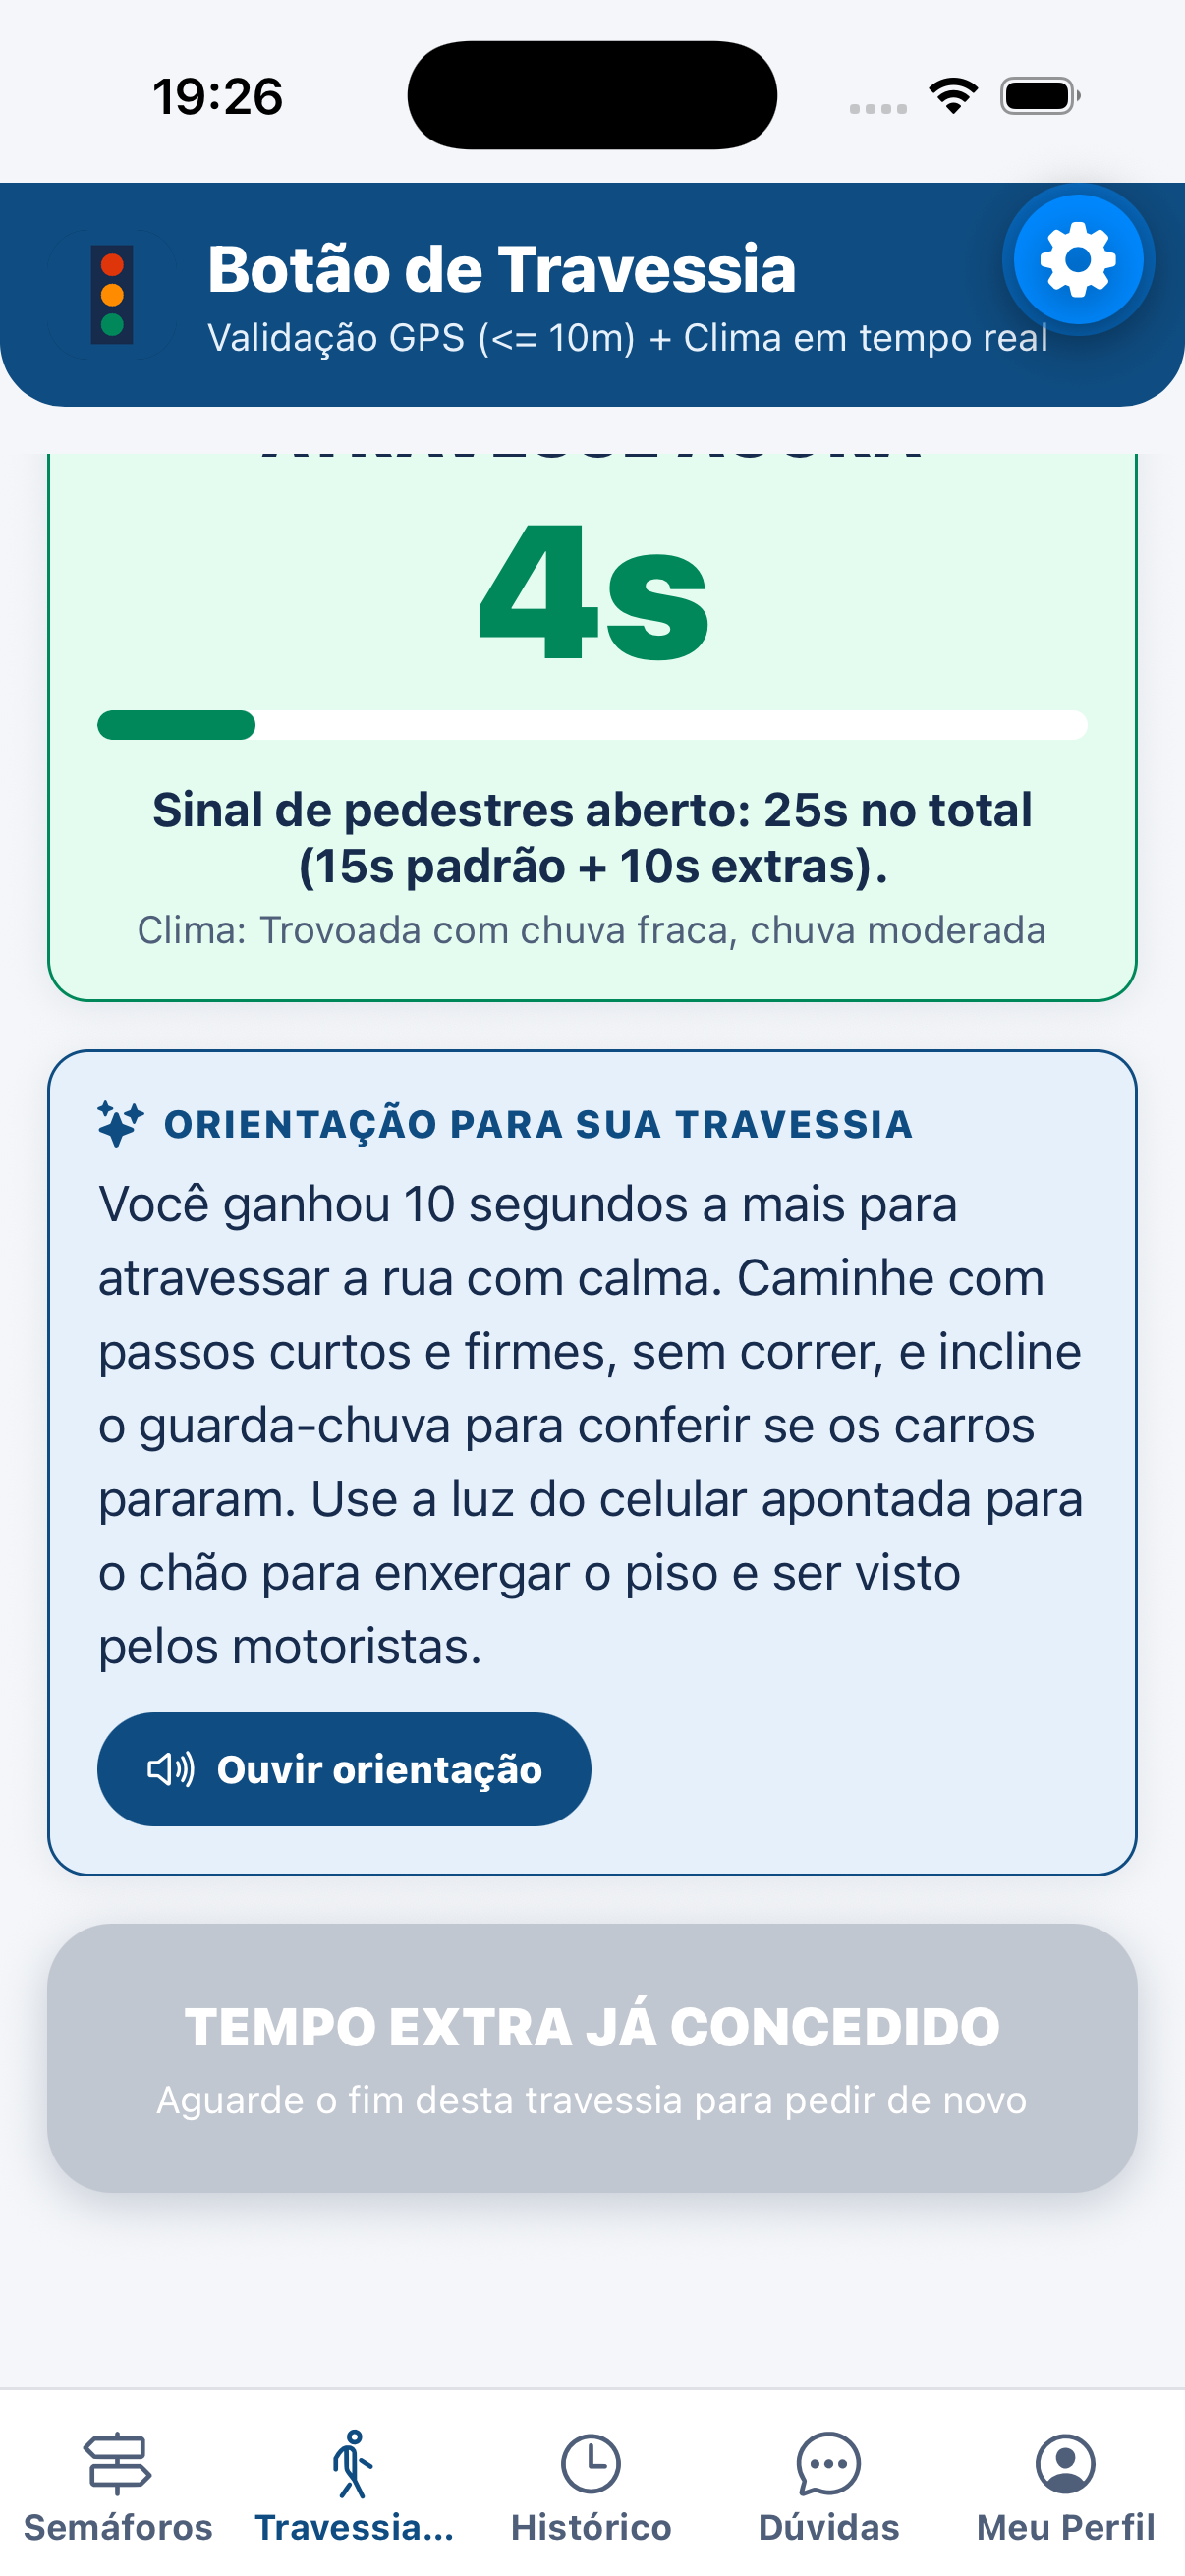 19:26
Botão de Travessia
Validação GPS (<= 10m) + Clima em tempo real
ATRAVESSE AGORA
4s
Sinal de pedestres aberto: 25s no total
(15s padrão + 10s extras).
Clima: Trovoada com chuva fraca, chuva moderada
ORIENTAÇÃO PARA SUA TRAVESSIA
Você ganhou 10 segundos a mais para
atravessar a rua com calma. Caminhe com
passos curtos e firmes, sem correr, e incline
o guarda-chuva para conferir se os carros
pararam. Use a luz do celular apontada para
o chão para enxergar o piso e ser visto
pelos motoristas.
Ouvir orientação
TEMPO EXTRA JÁ CONCEDIDO
Aguarde o fim desta travessia para pedir de novo
Semáforos
Travessia...
Histórico
Dúvidas
Meu Perfil